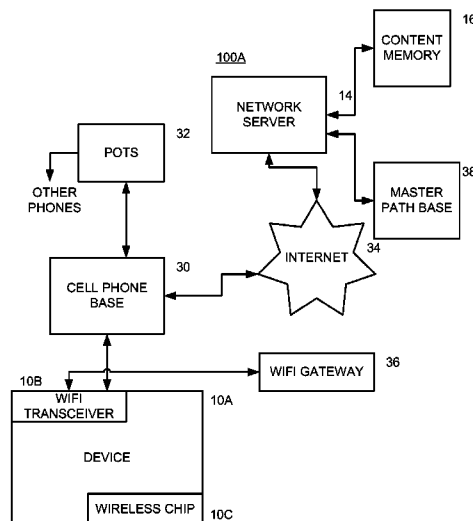 16
CONTENT
MEMORY
100A
14
NETWORK
SERVER
32
POTS
38
OTHER
PHONES
MASTER
PATH BASE
34
INTERNET
30
CELL PHONE
BASE
36
WIFI GATEWAY
10B
10A
WIFI
TRANSCEIVER
DEVICE
WIRELESS CHIP
10C